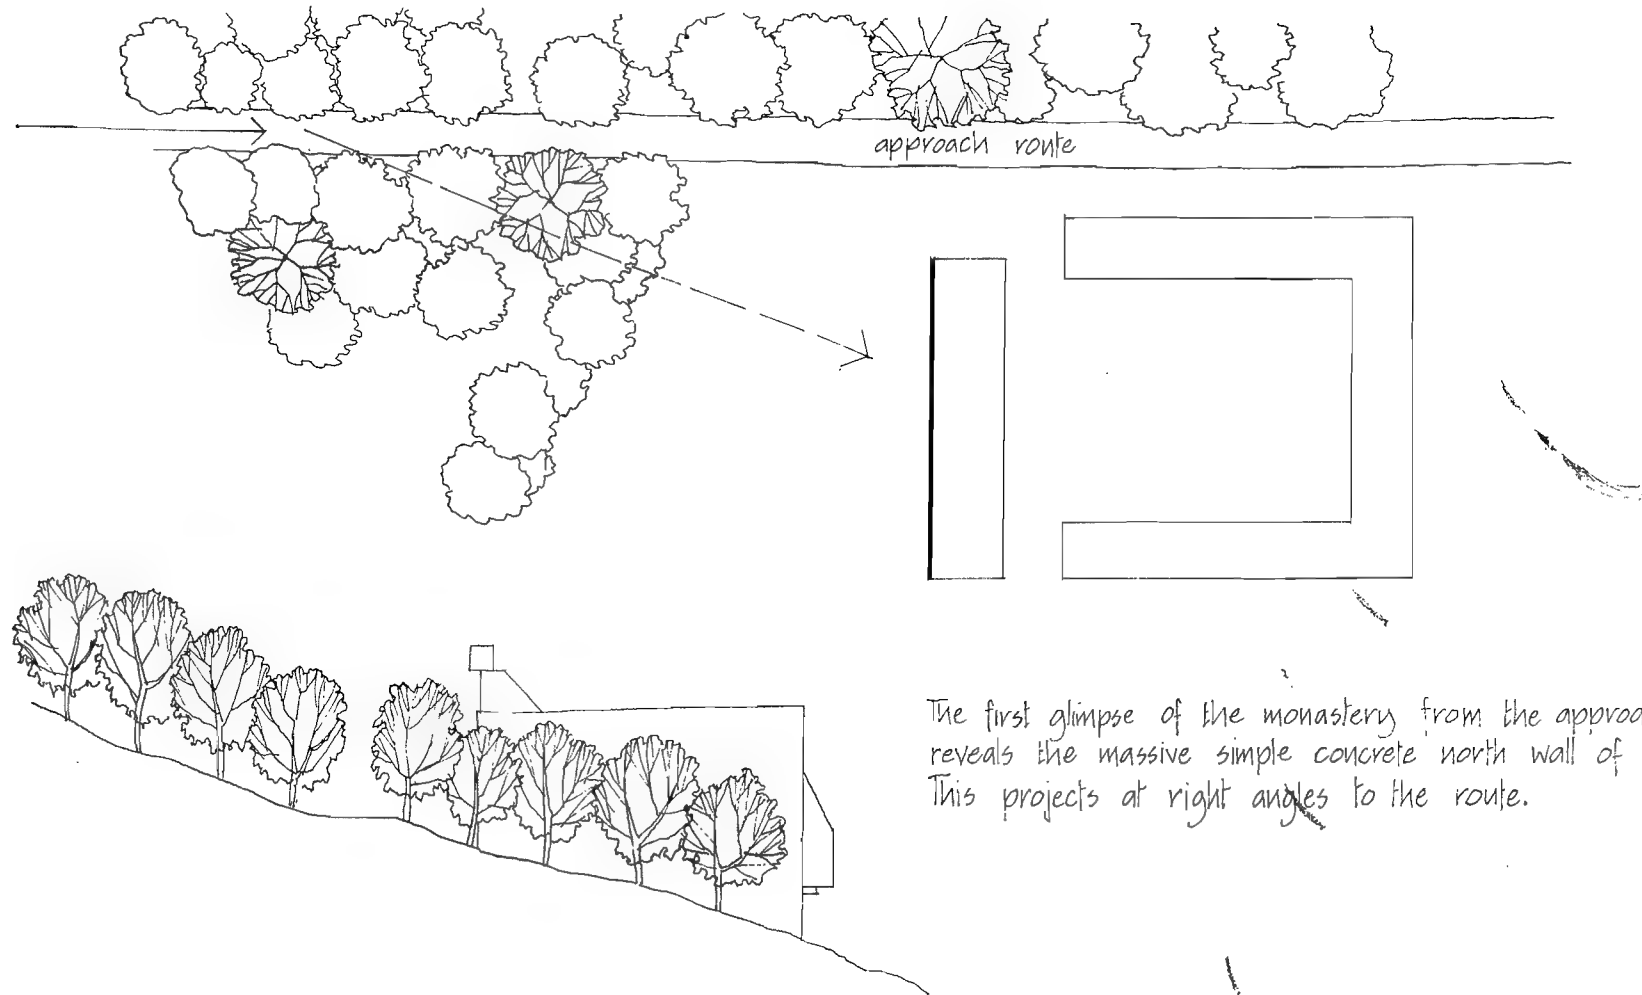 approach route
The first glimpse of the monastery from the approa
reveals the massive simple concrete north wall of
This projects at right angles to the route.